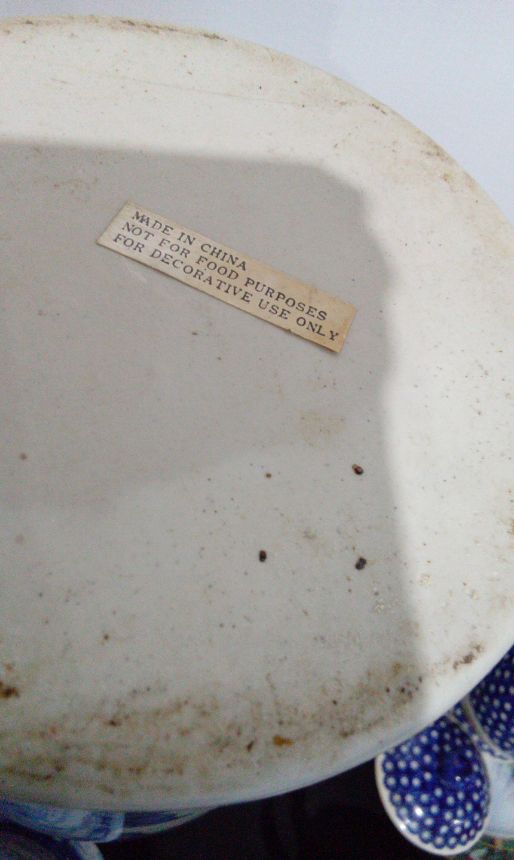 MADE IN CHINA
NOT FOR FOOD PURPOSES
FOR DECORATIVE USE ONLY